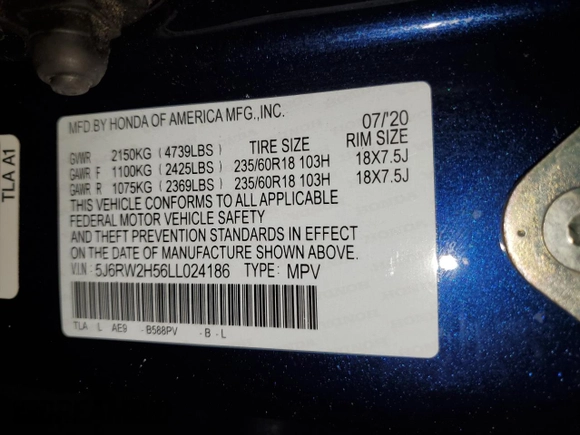 MFD BY HONDA OF AMERICA MFG.,INC. 07/'20
GVWR 2150KG (4739LBS) TIRE SIZE RIM SIZE
GAWR F 1100KG (2425LBS) 235/60R18 103H 18X7.5J
GAWR R 1075KG (2369LBS) 235/60R18 103H 18X7.5J
THIS VEHICLE CONFORMS TO ALL APPLICABLE
FEDERAL MOTOR VEHICLE SAFETY
AND THEFT PREVENTION STANDARDS IN EFFECT
ON THE DATE OF MANUFACTURE SHOWN ABOVE.
V.I.N: 5J6RW2H56LL024186 TYPE: MPV
TLA L AE9 -B588PV -B-L
TLA A1